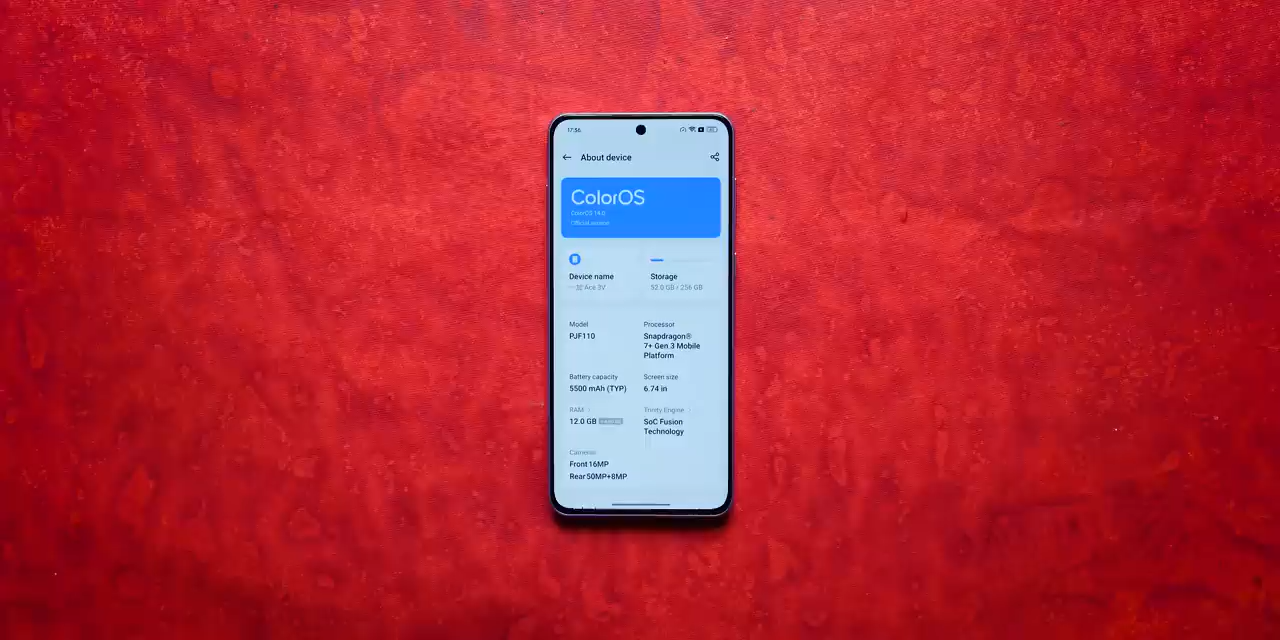 17:56
About device
ColorOS
ColorOS 14.0
Official version
Device name
Storage
Ace 3V
52.0 GB / 256 GB
Model
Processor
PJF110
Snapdragon®
7+ Gen 3 Mobile
Platform
Battery capacity
Screen size
5500 mAh (TYP)
6.74 in
RAM
Trinity Engine
12.0 GB
SoC Fusion
Technology
Cameras
Front 16MP
Rear 50MP+8MP